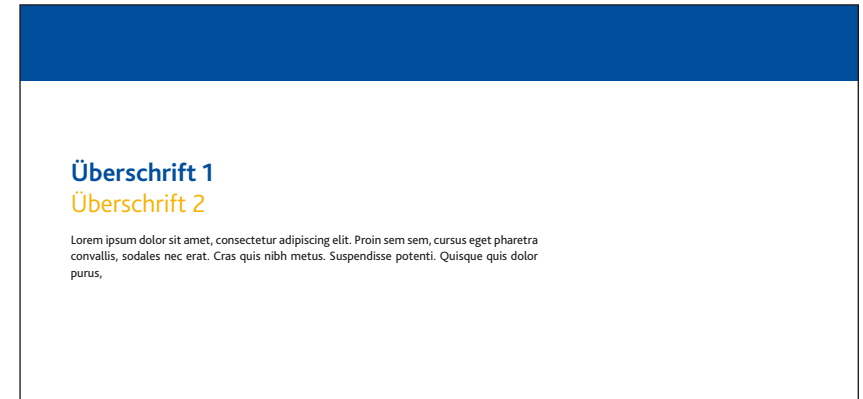 Überschrift 1
Überschrift 2
Lorem ipsum dolor sit amet, consectetur adipiscing elit. Proin sem sem, cursus eget pharetra
convallis, sodales nec erat. Cras quis nibh metus. Suspendisse potenti. Quisque quis dolor
purus,